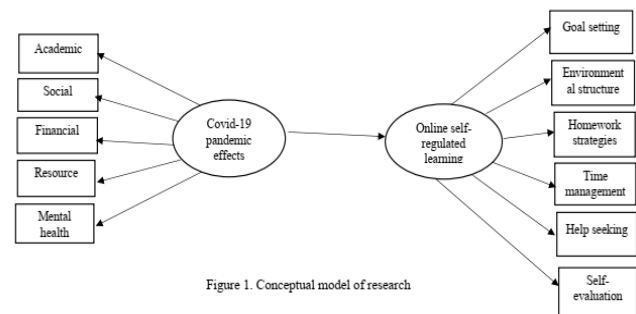 Academic
Social
Financial
Resource
Mental
health
Covid-19
pandemic
effects
Online self-
regulated
learning
Goal setting
Environment
al structure
Homework
strategies
Time
management
Help seeking
Self-
evaluation
Figure 1. Conceptual model of research